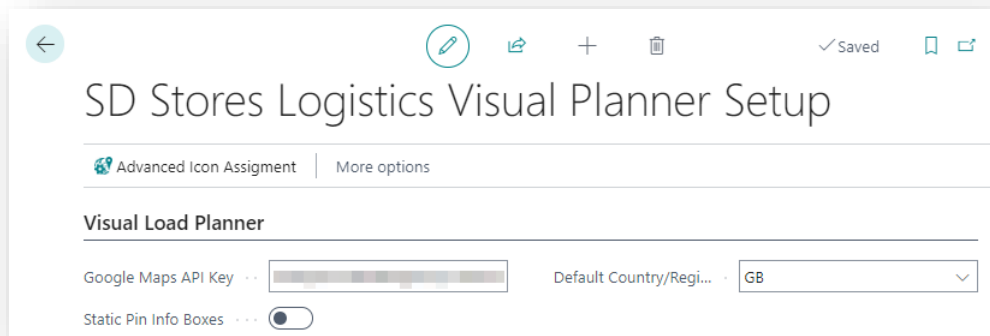 Saved
SD Stores Logistics Visual Planner Setup
Advanced Icon Assigment More options
Visual Load Planner
Google Maps API Key Default Country/Regi... GB
Static Pin Info Boxes